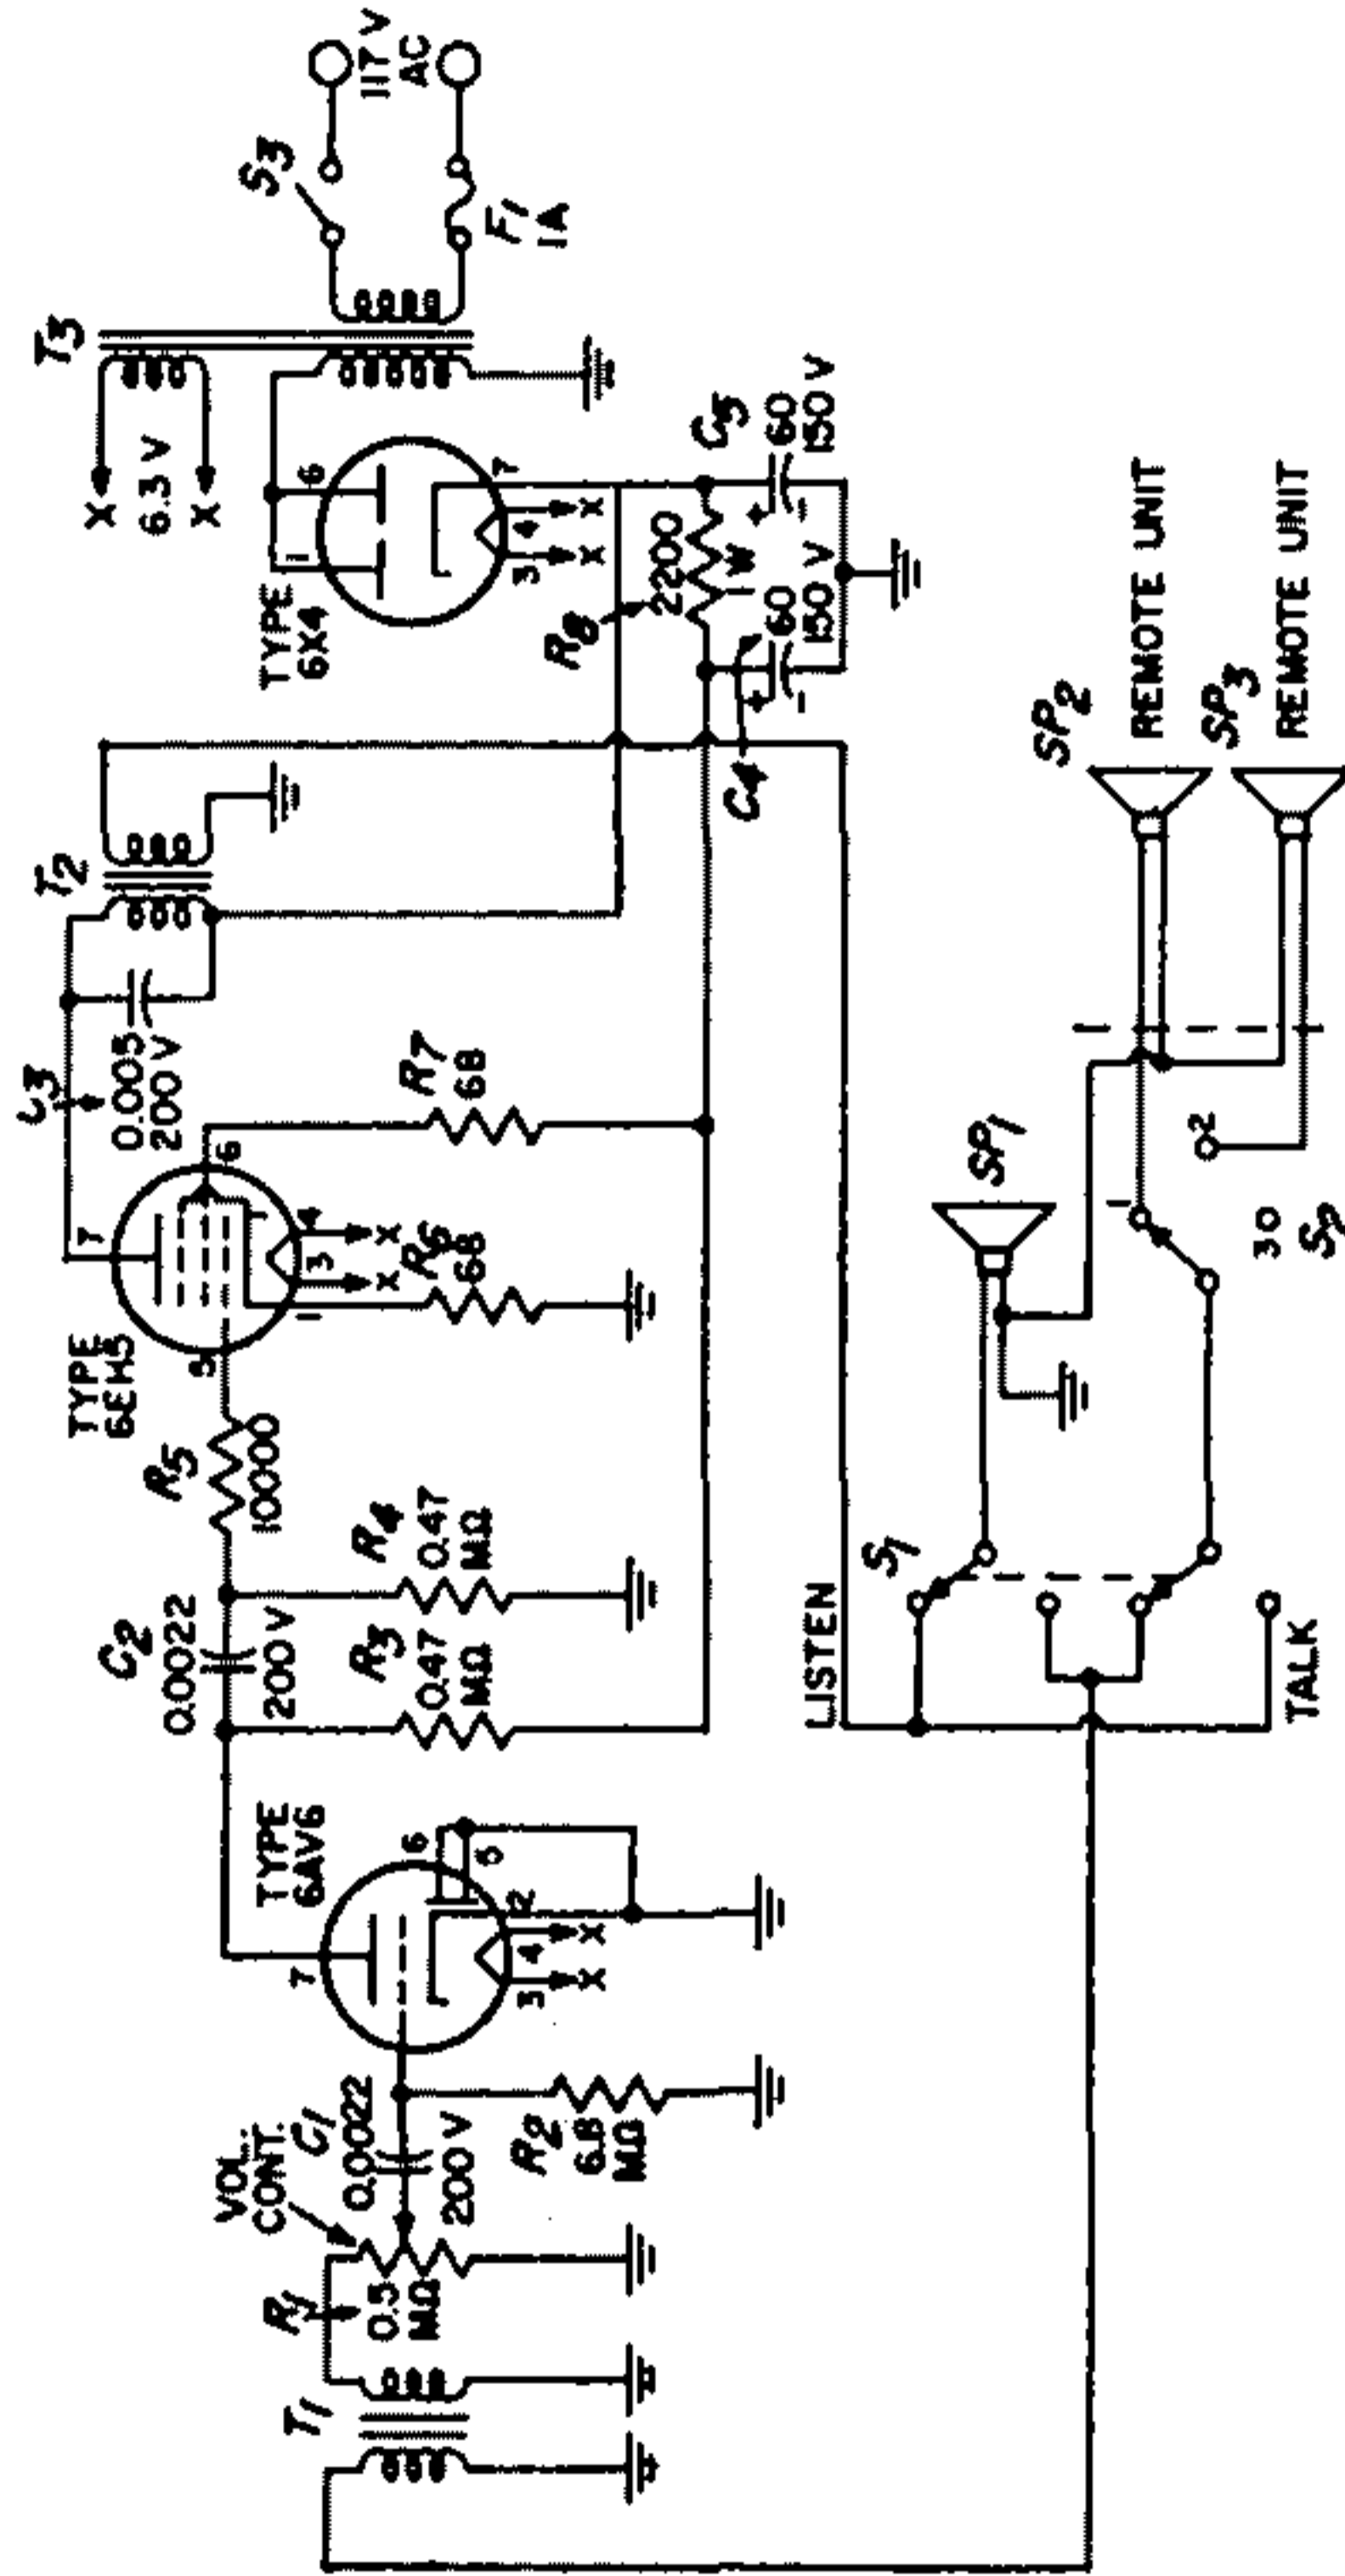 T3
S3
X
6.3 V
X
117 V
AC
F1
1A
TYPE
6X4
1
6
7
3
4
X
X
R8
2200
1 W
C5
60
150 V
+
-
C4
60
150 V
+
-
T2
C3
0.005
200 V
TYPE
6EH5
7
6
5
1
3
4
X
X
R7
68
R6
68
R5
10000
C2
0.0022
200 V
R4
0.47
MΩ
R3
0.47
MΩ
TYPE
6AV6
7
6
5
2
3
4
X
X
VOL.
CONT.
C1
0.0022
200 V
R2
6.8
MΩ
R1
0.5
MΩ
T1
SP2
REMOTE UNIT
SP3
REMOTE UNIT
SP1
1
2
3
S2
S1
LISTEN
TALK